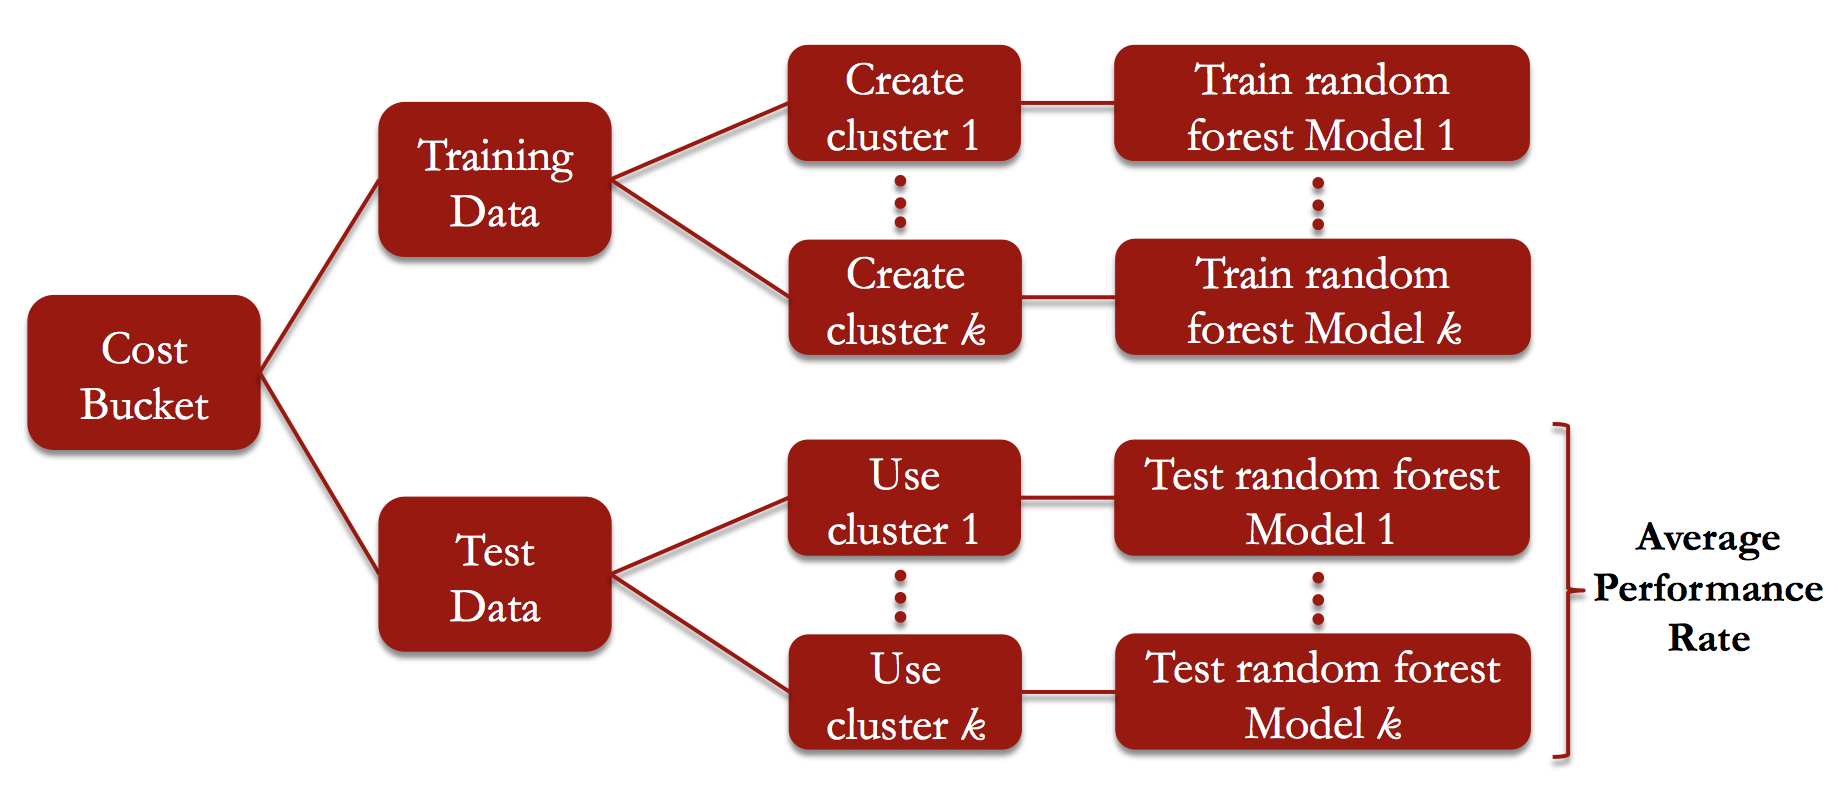 Cost
Bucket
Training
Data
Create
cluster 1
Train random
forest Model 1
Create
cluster k
Train random
forest Model k
Test
Data
Use
cluster 1
Test random forest
Model 1
Use
cluster k
Test random forest
Model k
Average
Performance
Rate